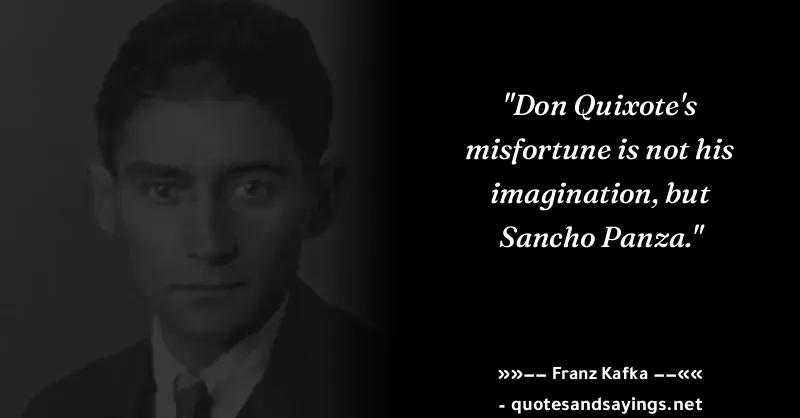 "Don Quixote's
misfortune is not his
imagination, but
Sancho Panza."
»»–– Franz Kafka ––««
- quotesandsayings.net